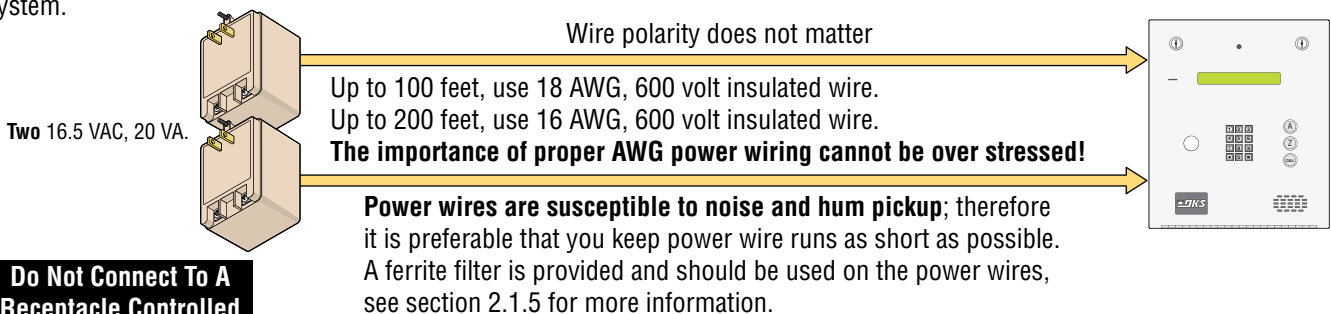 ystem.
Wire polarity does not matter
Up to 100 feet, use 18 AWG, 600 volt insulated wire.
Up to 200 feet, use 16 AWG, 600 volt insulated wire.
Two 16.5 VAC, 20 VA.
The importance of proper AWG power wiring cannot be over stressed!
Power wires are susceptible to noise and hum pickup; therefore
it is preferable that you keep power wire runs as short as possible.
A ferrite filter is provided and should be used on the power wires,
see section 2.1.5 for more information.
Do Not Connect To A
Receptacle Controlled
A
Z
CALL
DKS